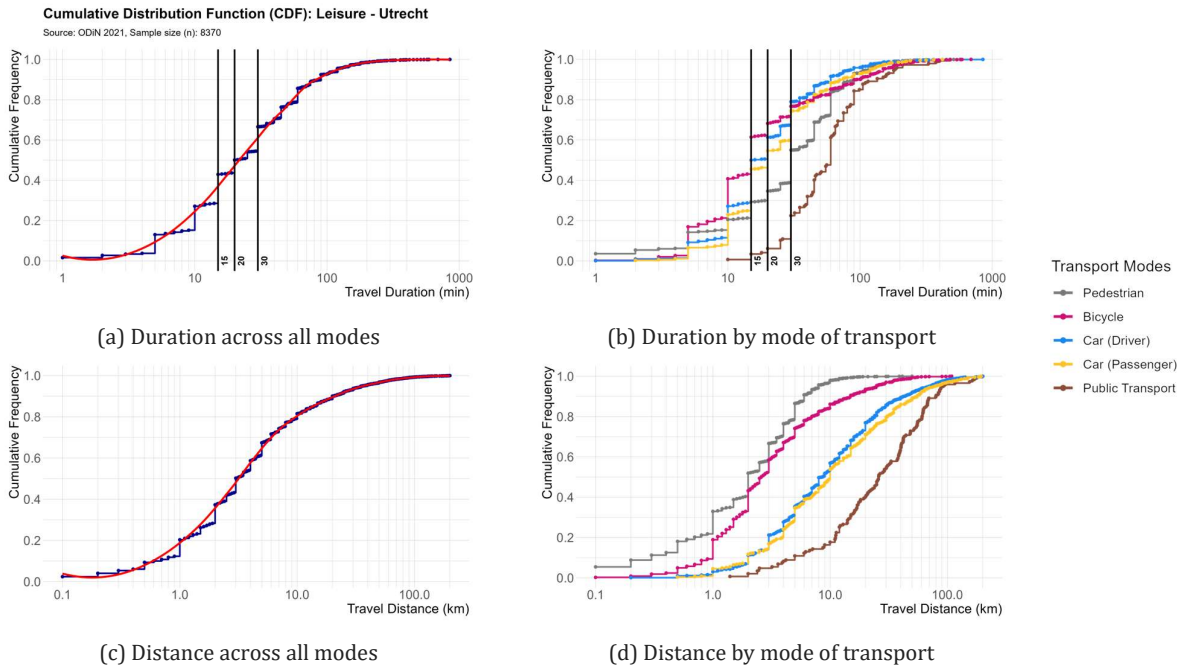 Cumulative Distribution Function (CDF): Leisure - Utrecht
Source: ODiN 2021, Sample size (n): 8370
Cumulative Frequency
1.0
0.8
0.6
0.4
0.2
0.0
15
20
30
1
10
100
1000
Travel Duration (min)
(a) Duration across all modes
Cumulative Frequency
1.0
0.8
0.6
0.4
0.2
0.0
15
20
30
1
10
100
1000
Travel Duration (min)
(b) Duration by mode of transport
Cumulative Frequency
1.0
0.8
0.6
0.4
0.2
0.0
0.1
1.0
10.0
100.0
Travel Distance (km)
(c) Distance across all modes
Cumulative Frequency
1.0
0.8
0.6
0.4
0.2
0.0
0.1
1.0
10.0
100.0
Travel Distance (km)
(d) Distance by mode of transport
Transport Modes
Pedestrian
Bicycle
Car (Driver)
Car (Passenger)
Public Transport